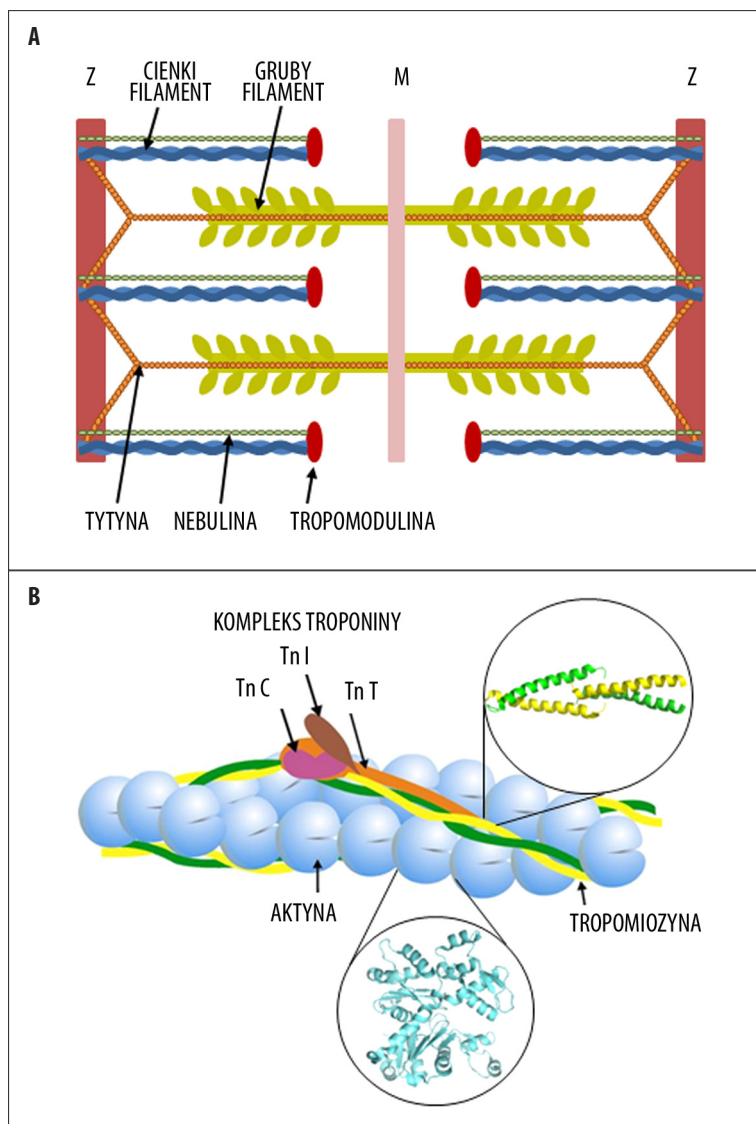 A
Z
CIENKI
FILAMENT
GRUBY
FILAMENT
M
Z
TYTYNA
NEBULINA
TROPOMODULINA
B
KOMPLEKS TROPONINY
Tn I
Tn C
Tn T
AKTYNA
TROPOMIOZYNA